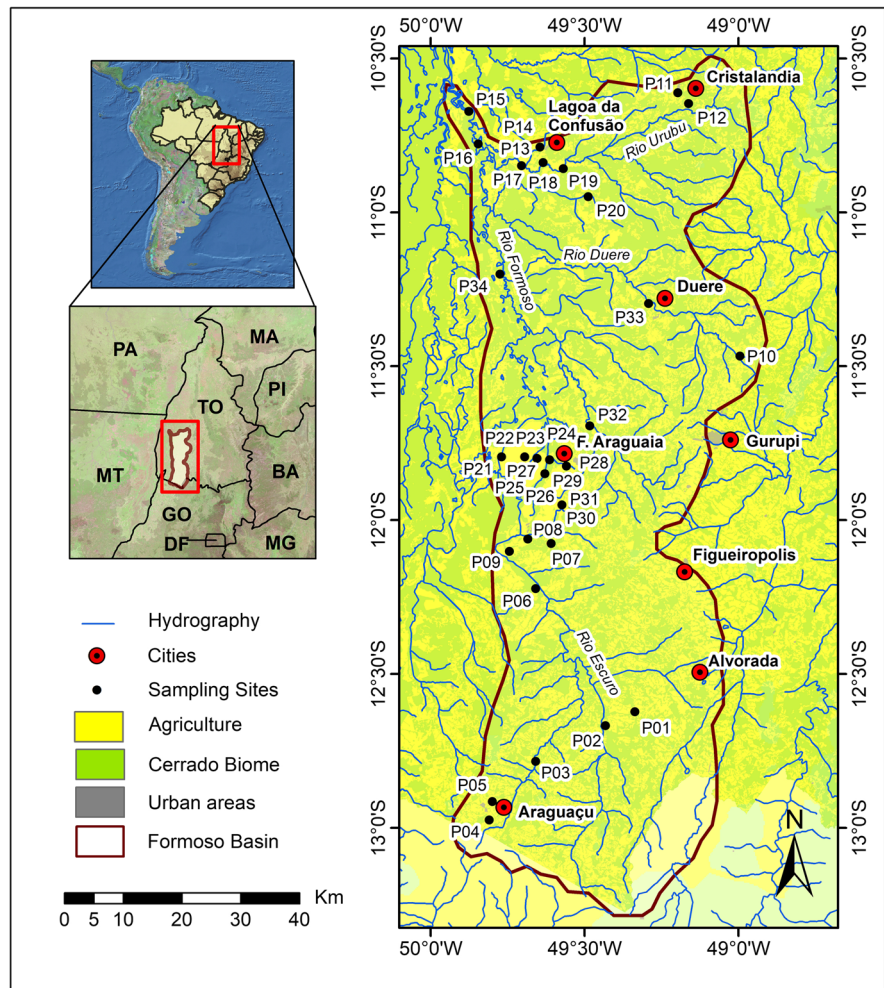 PA
MA
TO
PI
MT
BA
GO
DF
MG
Hydrography
Cities
Sampling Sites
Agriculture
Cerrado Biome
Urban areas
Formoso Basin
Km
0 5 10 20 30 40
50°0'W 49°30'W 49°0'W
10°30'S
11°0'S
11°30'S
12°0'S
12°30'S
13°0'S
10°30'S
11°0'S
11°30'S
12°0'S
12°30'S
13°0'S
P11
Cristalandia
P15
Lagoa da
Confusão
P14
P12
P13
Rio Urubu
P16
P17
P18
P19
P20
Rio Formoso
Rio Duere
P34
Duere
P33
P10
P32
P22
P23
P24
F. Araguaia
Gurupi
P21
P27
P28
P25
P29
P26
P31
P30
P08
P09
P07
Figueiropolis
P06
Rio Escuro
Alvorada
P02
P01
P03
P05
Araguaçu
P04
N
50°0'W 49°30'W 49°0'W